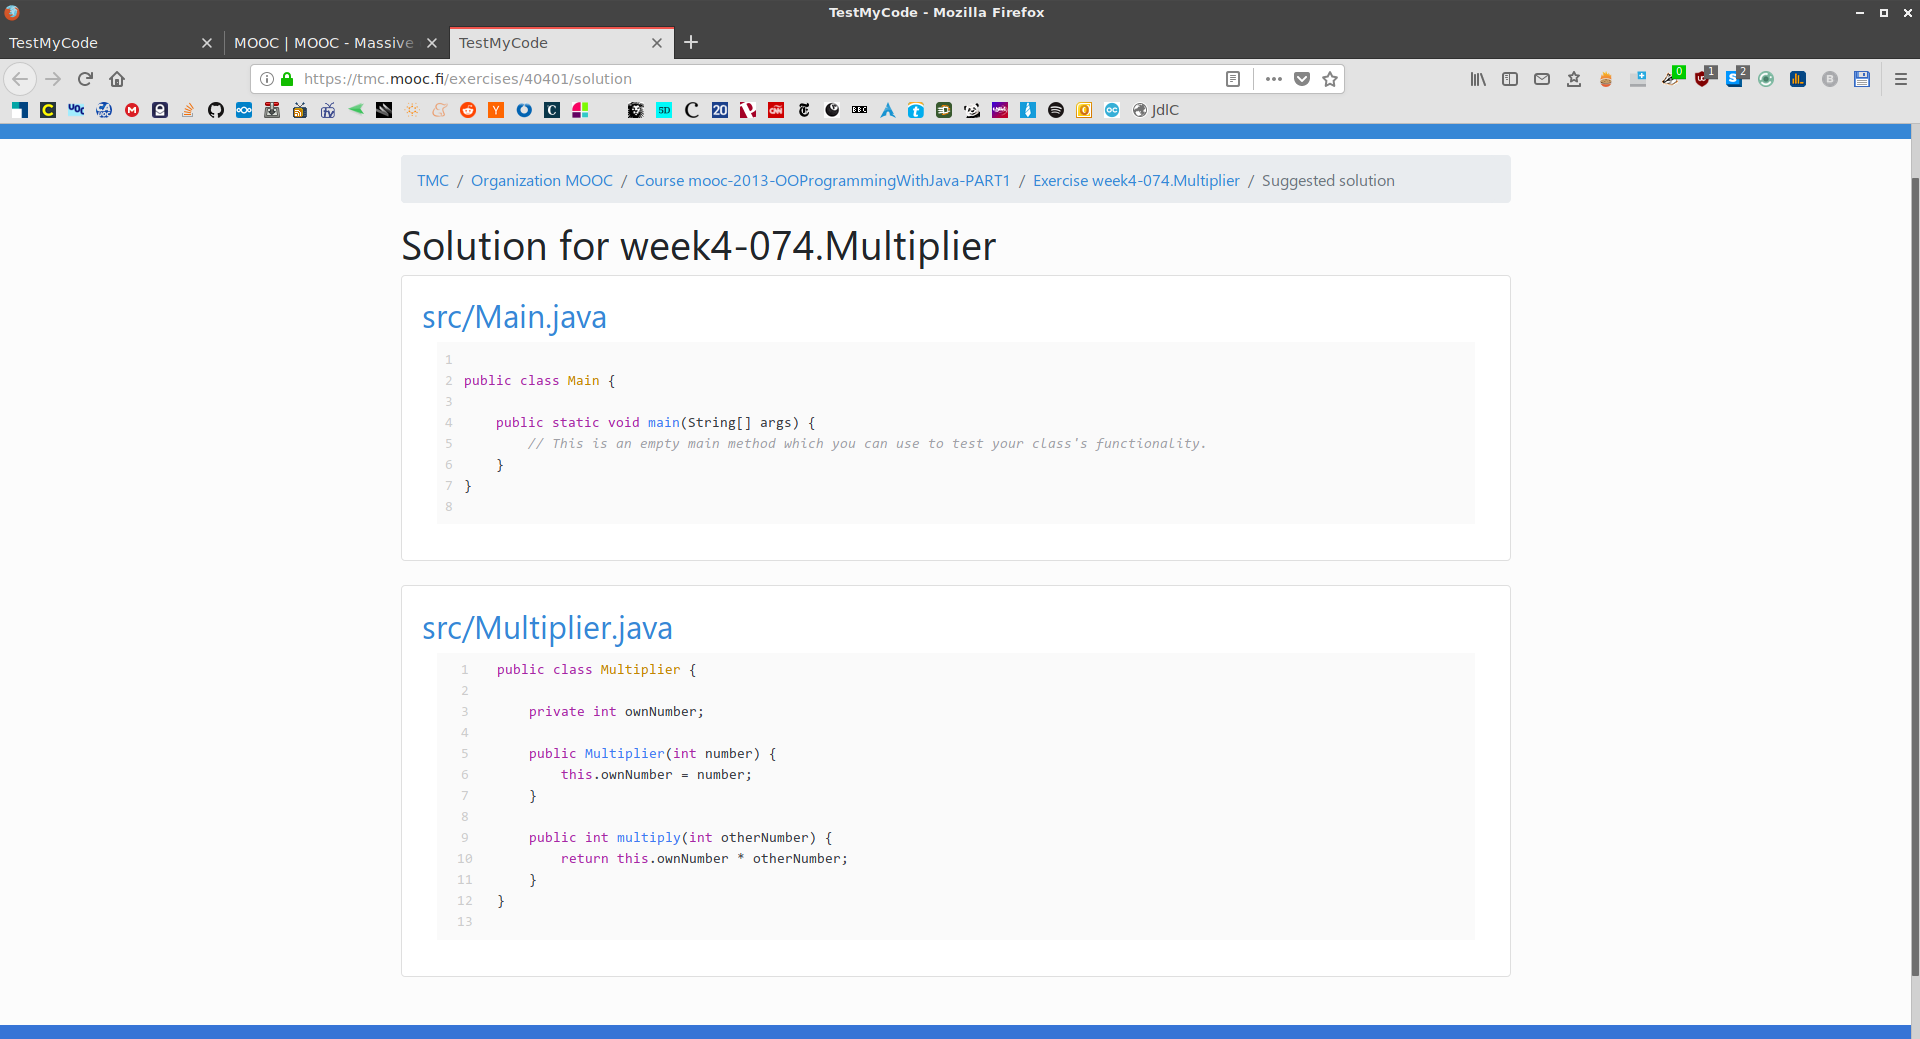 TestMyCode - Mozilla Firefox
TestMyCode
MOOC | MOOC - Massive
TestMyCode
https://tmc.mooc.fi/exercises/40401/solution
0
1
2
JdlC
TMC / Organization MOOC / Course mooc-2013-OOProgrammingWithJava-PART1 / Exercise week4-074.Multiplier / Suggested solution
Solution for week4-074.Multiplier
src/Main.java
1
2 public class Main {
3
4     public static void main(String[] args) {
5         // This is an empty main method which you can use to test your class's functionality.
6     }
7 }
8
src/Multiplier.java
1 public class Multiplier {
2
3     private int ownNumber;
4
5     public Multiplier(int number) {
6         this.ownNumber = number;
7     }
8
9     public int multiply(int otherNumber) {
10         return this.ownNumber * otherNumber;
11     }
12 }
13